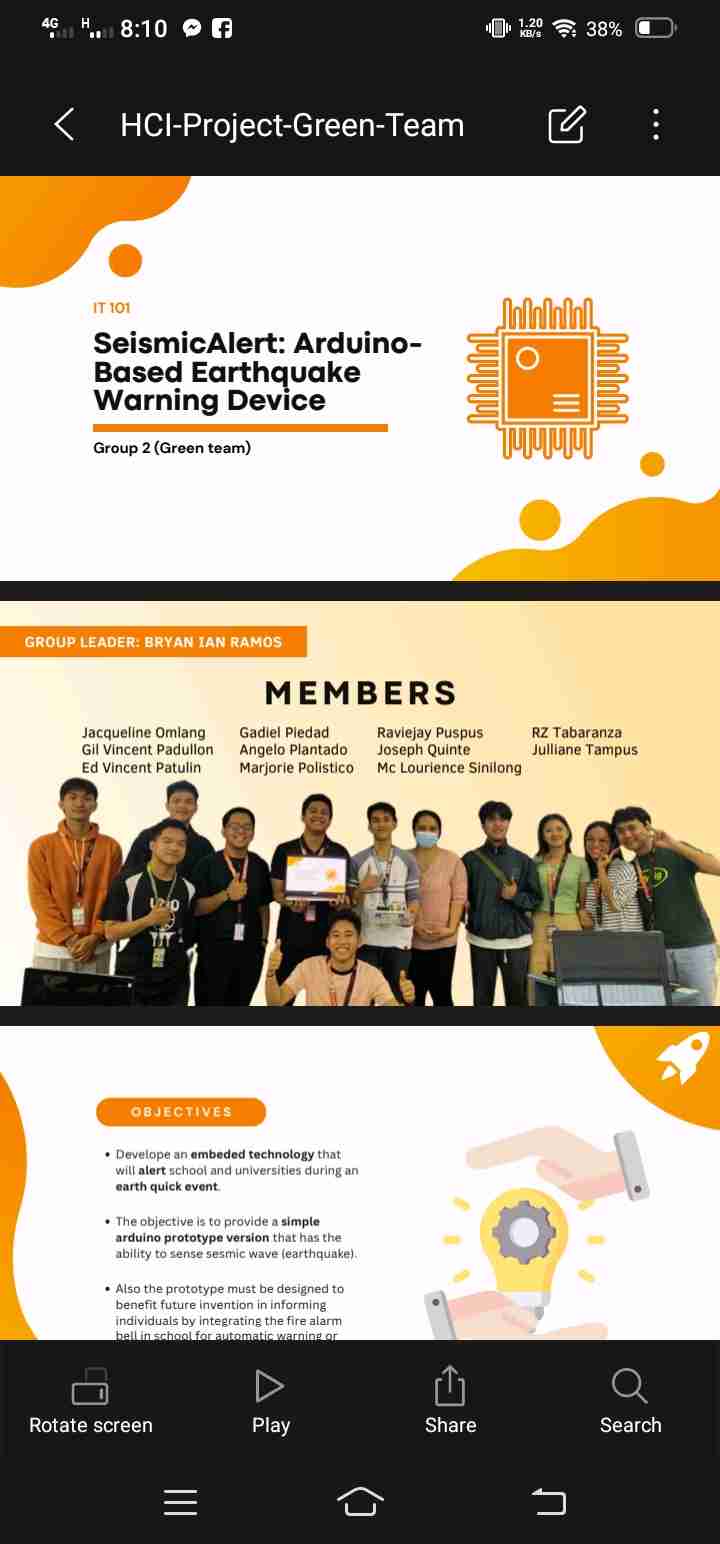 4G H 8:10 1.20 KB/s 38%
HCI-Project-Green-Team
IT 101
SeismicAlert: Arduino-
Based Earthquake
Warning Device
Group 2 (Green team)
GROUP LEADER: BRYAN IAN RAMOS
MEMBERS
Jacqueline Omlang
Gil Vincent Padullon
Ed Vincent Patulin
Gadiel Piedad
Angelo Plantado
Marjorie Polistico
Raviejay Puspus
Joseph Quinte
Mc Lourience Sinilong
RZ Tabaranza
Julliane Tampus
OBJECTIVES
• Develope an embeded technology that
will alert school and universities during an
earth quick event.
• The objective is to provide a simple
arduino prototype version that has the
ability to sense sesmic wave (earthquake).
• Also the prototype must be designed to
benefit future invention in informing
individuals by integrating the fire alarm
bell in school for automatic warning or
Rotate screen
Play
Share
Search